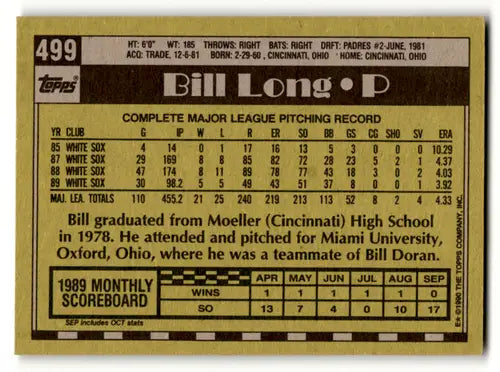 499
HT: 6'0" WT: 185 THROWS: RIGHT BATS: RIGHT DRFT: PADRES #2-JUNE, 1981
ACQ: TRADE, 12-6-81 BORN: 2-29-60, CINCINNATI, OHIO HOME: CINCINNATI, OHIO
Topps
Bill Long • P
COMPLETE MAJOR LEAGUE PITCHING RECORD
YR CLUB G IP W L R ER SO BB GS CG SHO SV ERA
85 WHITE SOX 4 14 0 1 17 16 13 5 3 0 0 0 10.29
87 WHITE SOX 29 169 8 8 85 82 72 28 23 5 2 1 4.37
88 WHITE SOX 47 174 8 11 89 78 77 43 18 3 0 2 4.03
89 WHITE SOX 30 98.2 5 5 49 43 51 37 8 0 0 1 3.92
MAJ. LEA. TOTALS 110 455.2 21 25 240 219 213 113 52 8 2 4 4.33
Bill graduated from Moeller (Cincinnati) High School
in 1978. He attended and pitched for Miami University,
Oxford, Ohio, where he was a teammate of Bill Doran.
1989 MONTHLY
SCOREBOARD
APR MAY JUN JUL AUG SEP
WINS 1 1 1 1 1 0
SO 13 7 4 0 10 17
SEP includes OCT stats
E* ©1990 THE TOPPS COMPANY, INC.